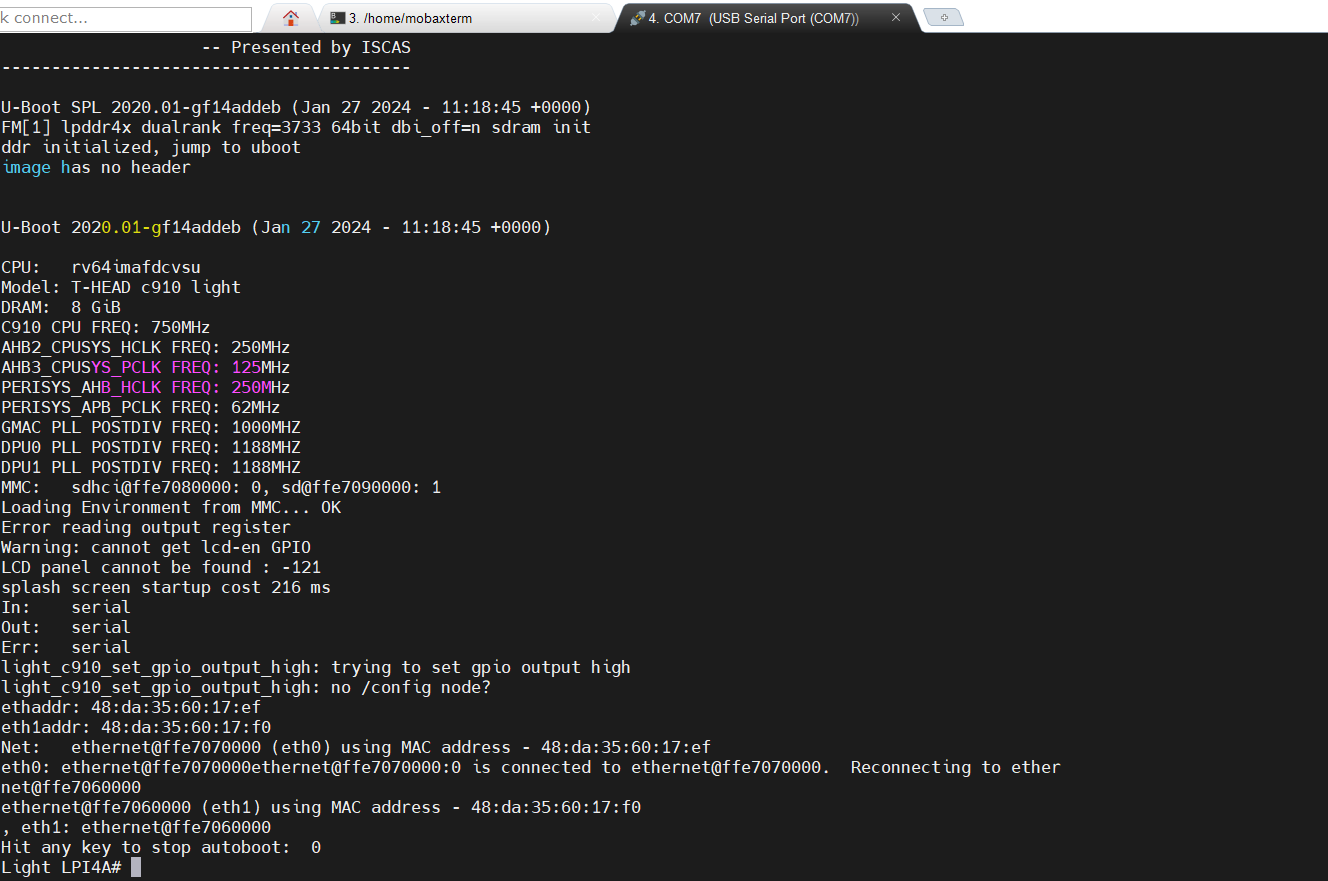 k connect...
3. /home/mobaxterm
4. COM7 (USB Serial Port (COM7))
-- Presented by ISCAS
-----------------------------------------
U-Boot SPL 2020.01-gf14addeb (Jan 27 2024 - 11:18:45 +0000)
FM[1] lpddr4x dualrank freq=3733 64bit dbi_off=n sdram init
ddr initialized, jump to uboot
image has no header
U-Boot 2020.01-gf14addeb (Jan 27 2024 - 11:18:45 +0000)
CPU:   rv64imafdcvsu
Model: T-HEAD c910 light
DRAM:  8 GiB
C910 CPU FREQ: 750MHz
AHB2_CPUSYS_HCLK FREQ: 250MHz
AHB3_CPUSYS_PCLK FREQ: 125MHz
PERISYS_AHB_HCLK FREQ: 250MHz
PERISYS_APB_PCLK FREQ: 62MHz
GMAC PLL POSTDIV FREQ: 1000MHZ
DPU0 PLL POSTDIV FREQ: 1188MHZ
DPU1 PLL POSTDIV FREQ: 1188MHZ
MMC:   sdhci@ffe7080000: 0, sd@ffe7090000: 1
Loading Environment from MMC... OK
Error reading output register
Warning: cannot get lcd-en GPIO
LCD panel cannot be found : -121
splash screen startup cost 216 ms
In:    serial
Out:   serial
Err:   serial
light_c910_set_gpio_output_high: trying to set gpio output high
light_c910_set_gpio_output_high: no /config node?
ethaddr: 48:da:35:60:17:ef
eth1addr: 48:da:35:60:17:f0
Net:   ethernet@ffe7070000 (eth0) using MAC address - 48:da:35:60:17:ef
eth0: ethernet@ffe7070000ethernet@ffe7070000:0 is connected to ethernet@ffe7070000.  Reconnecting to ether
net@ffe7060000
ethernet@ffe7060000 (eth1) using MAC address - 48:da:35:60:17:f0
, eth1: ethernet@ffe7060000
Hit any key to stop autoboot:  0
Light LPI4A#